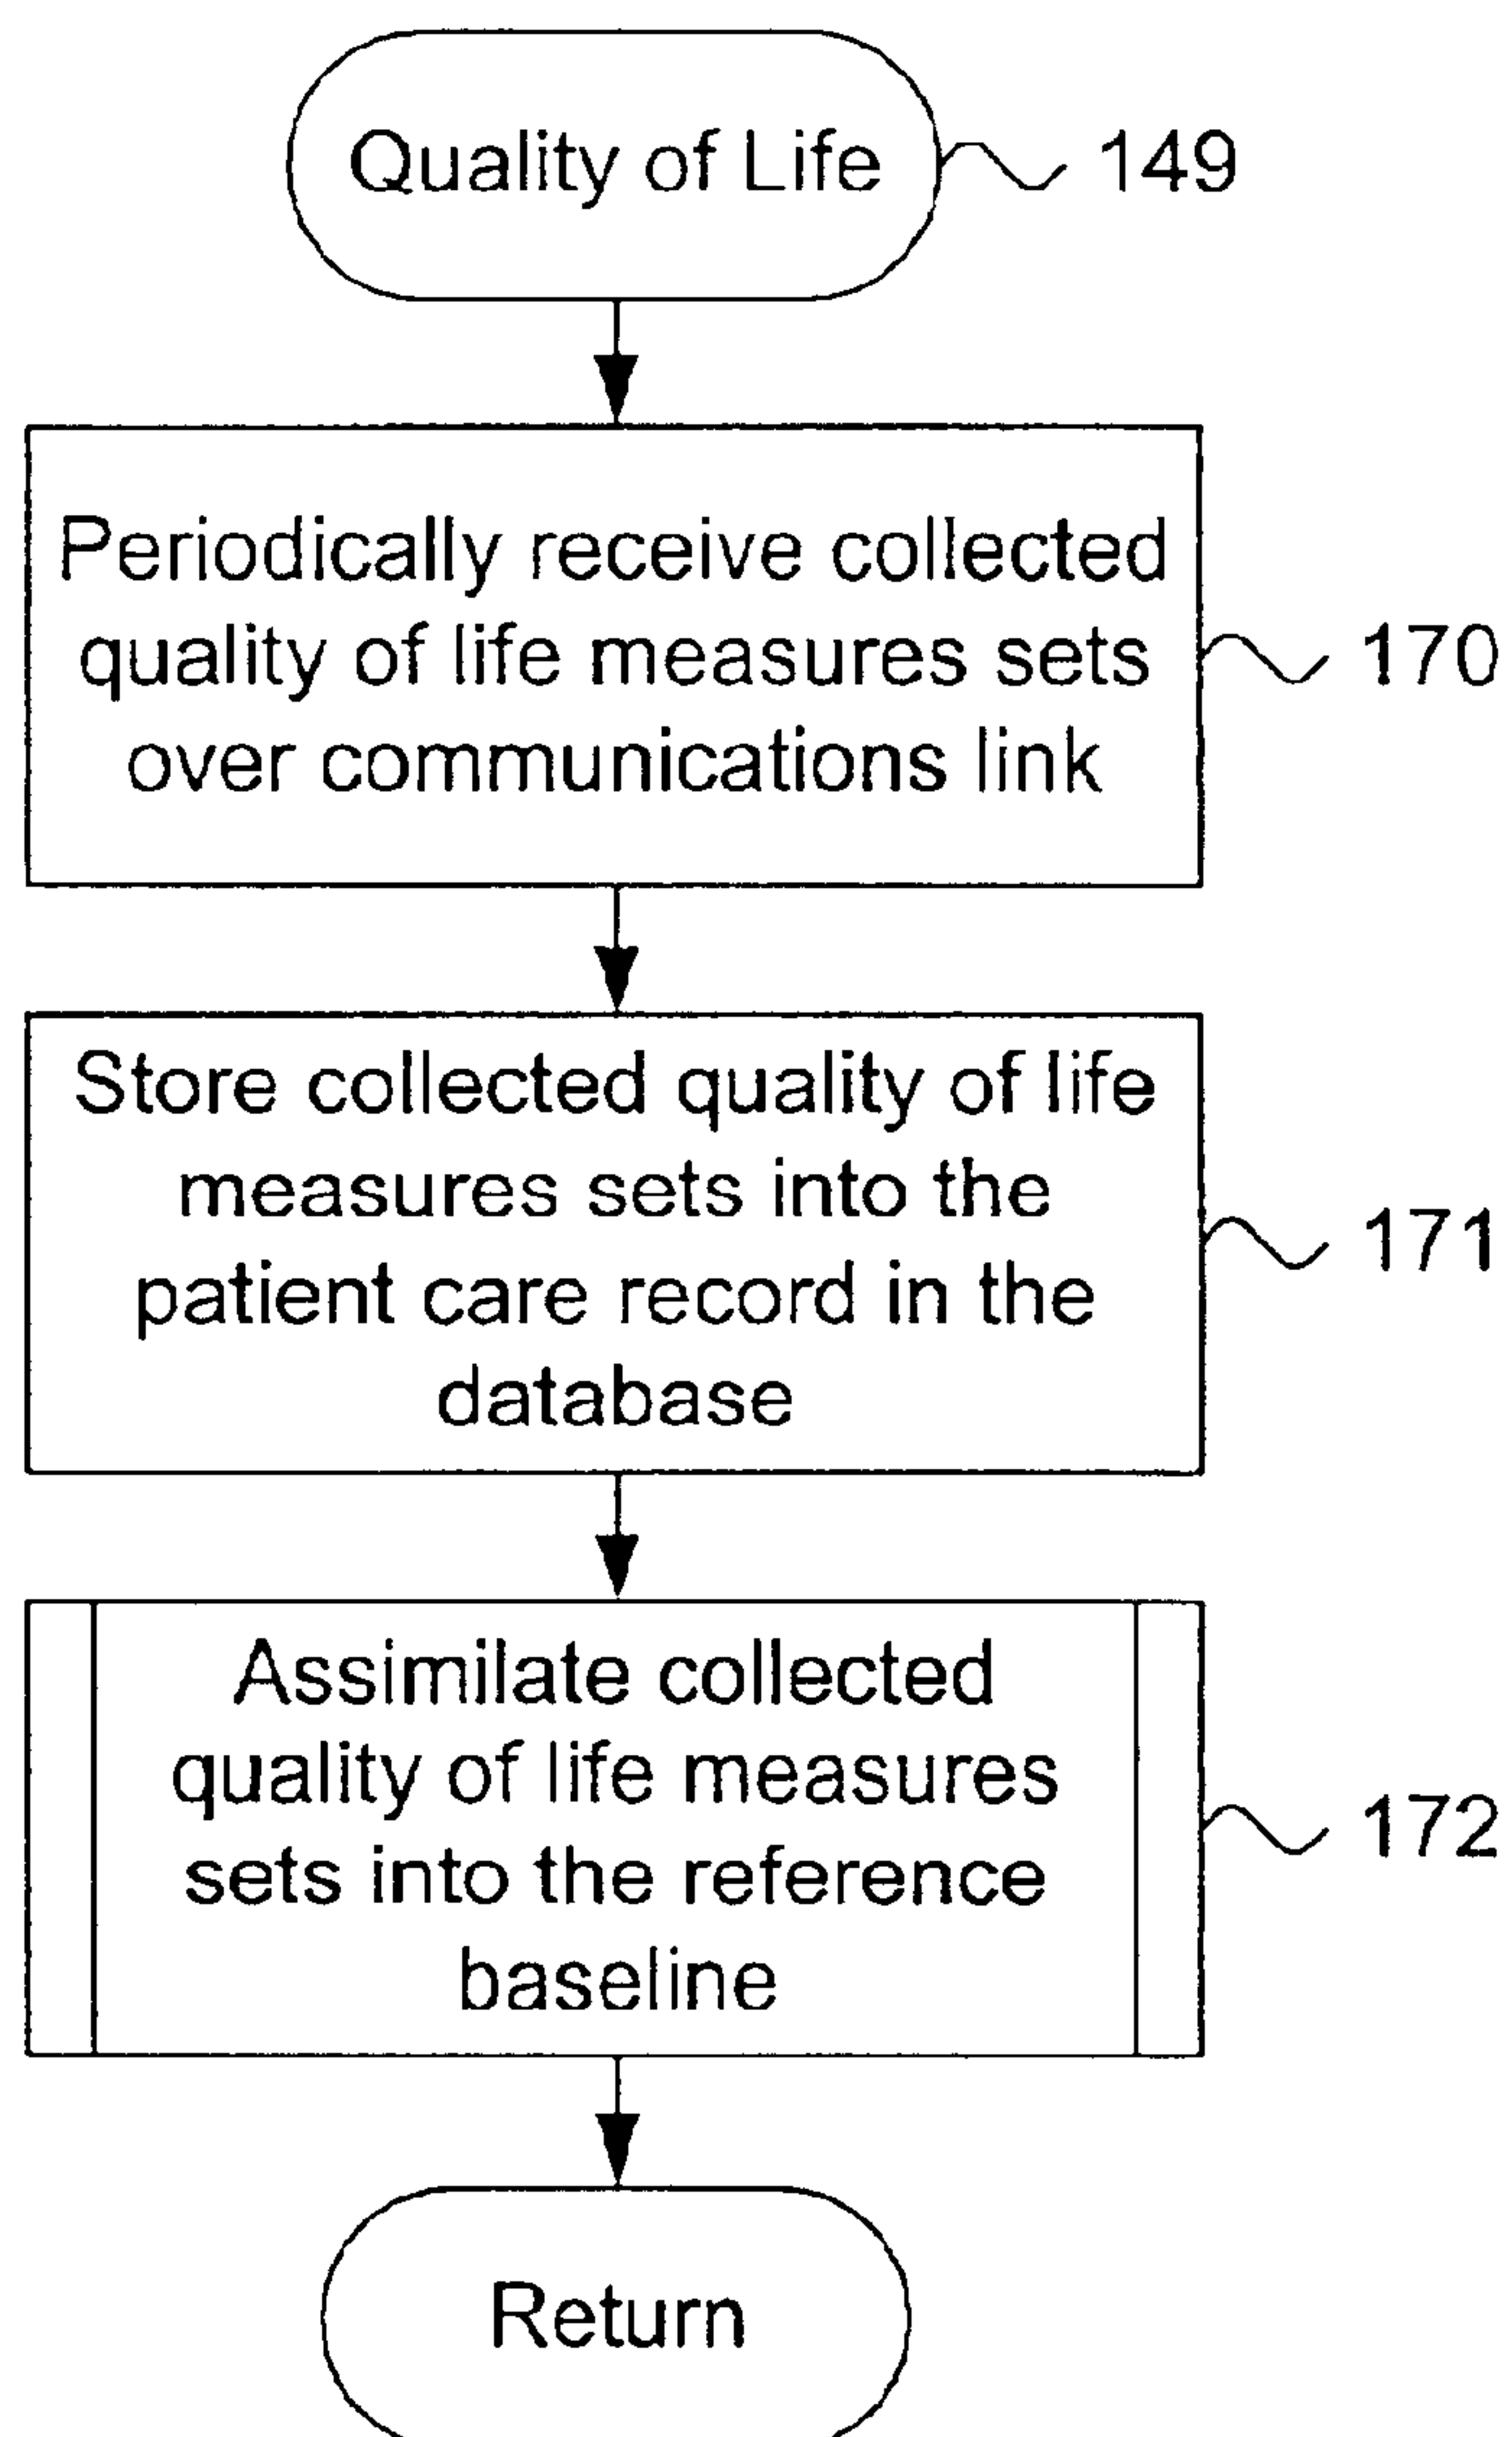 Quality of Life
149
Periodically receive collected
quality of life measures sets
over communications link
170
Store collected quality of life
measures sets into the
patient care record in the
database
171
Assimilate collected
quality of life measures
sets into the reference
baseline
172
Return